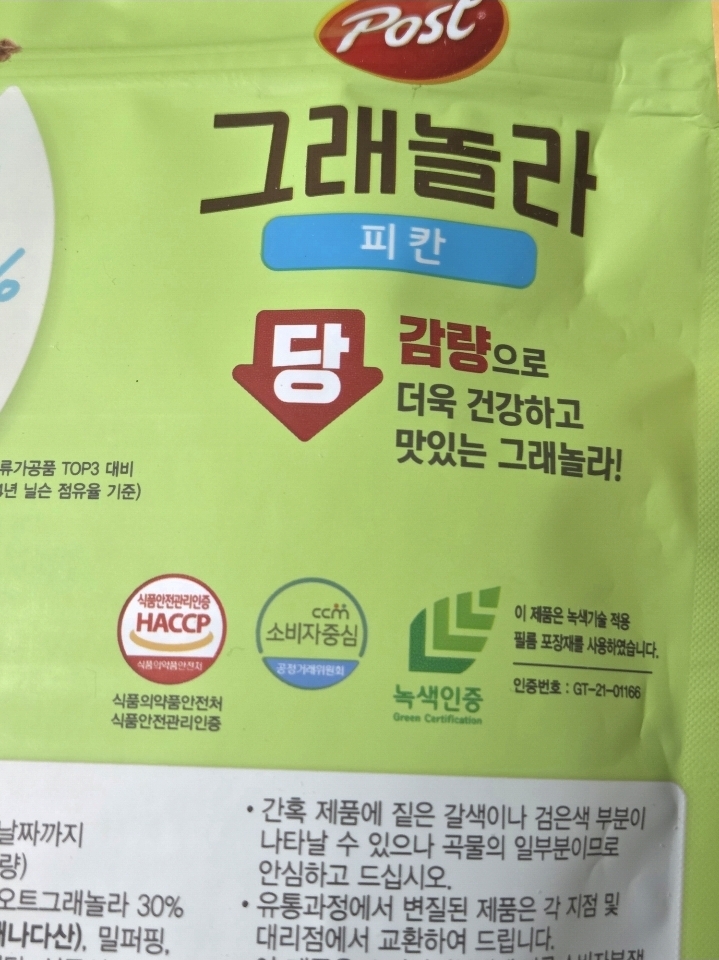 Post
그래놀라
피칸
%
당
감량으로
더욱 건강하고
맛있는 그래놀라!
류가공품 TOP3 대비
년 닐슨 점유율 기준)
식품안전관리인증
HACCP
식품의약품안전처
식품의약품안전처
식품안전관리인증
ccm
소비자중심
공정거래위원회
녹색인증
Green Certification
이 제품은 녹색기술 적용
필름 포장재를 사용하였습니다.
인증번호 : GT-21-01166
날짜까지
량)
오트그래놀라 30%
나다산), 밀퍼핑,
• 간혹 제품에 짙은 갈색이나 검은색 부분이
나타날 수 있으나 곡물의 일부분이므로
안심하고 드십시오.
• 유통과정에서 변질된 제품은 각 지점 및
대리점에서 교환하여 드립니다.